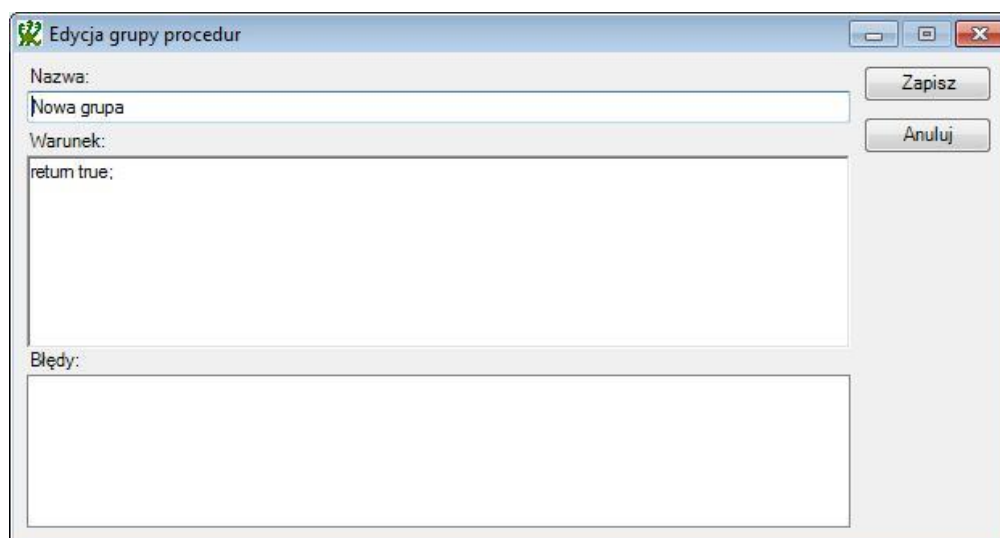 Edycja grupy procedur
Nazwa:
Zapisz
Nowa grupa
Anuluj
Warunek:
return true;
Błędy: